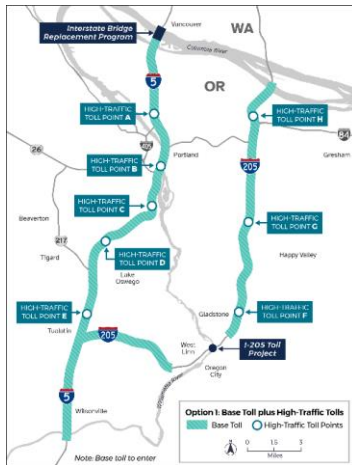 Interstate Bridge
Replacement Program
Vancouver
WA
Columbia River
OR
5
HIGH-TRAFFIC
TOLL POINT A
HIGH-TRAFFIC
TOLL POINT H
405
84
26
Portland
Gresham
HIGH-TRAFFIC
TOLL POINT B
205
HIGH-TRAFFIC
TOLL POINT C
Beaverton
HIGH-TRAFFIC
TOLL POINT G
217
Tigard
HIGH-TRAFFIC
TOLL POINT D
Happy Valley
Lake
Oswego
HIGH-TRAFFIC
TOLL POINT E
Gladstone
HIGH-TRAFFIC
TOLL POINT F
Tualatin
205
West
Linn
I-205 Toll
Project
Oregon
City
Willamette River
5
Wilsonville
Option 1: Base Toll plus High-Traffic Tolls
Base Toll
High-Traffic Toll Points
0 1.5 3
Miles
Note: Base toll to enter